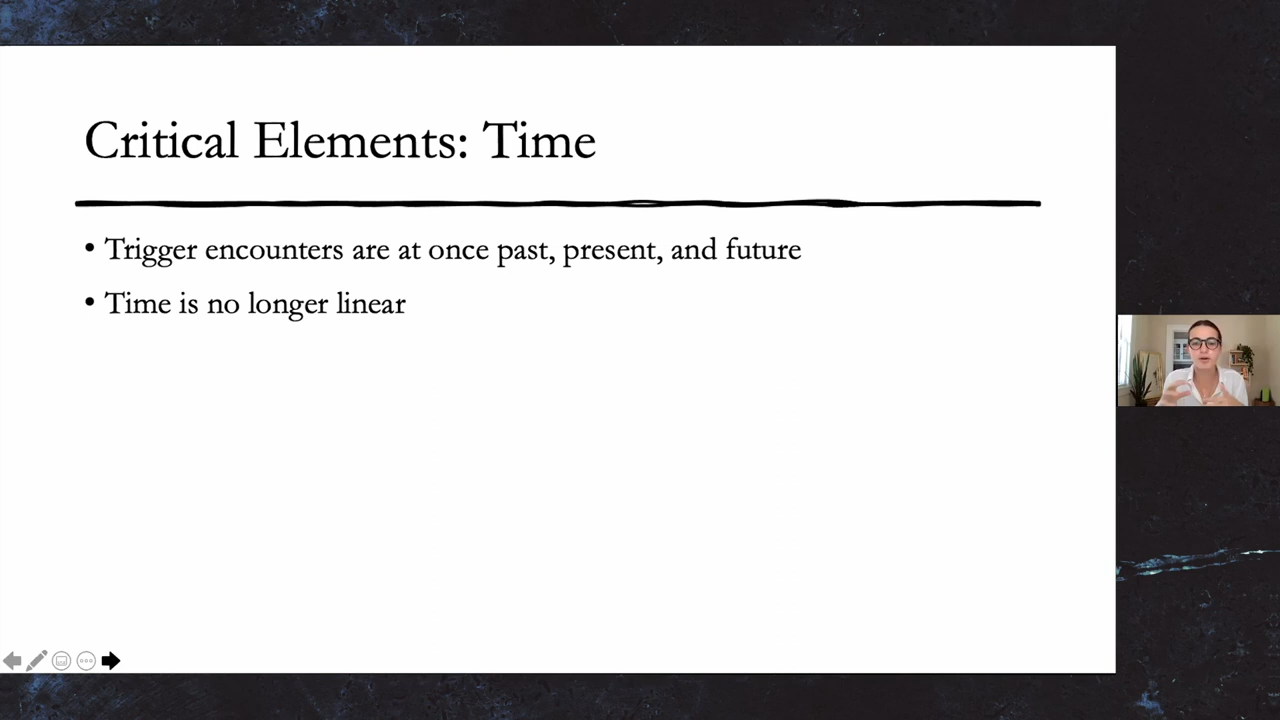 Critical Elements: Time
• Trigger encounters are at once past, present, and future
• Time is no longer linear